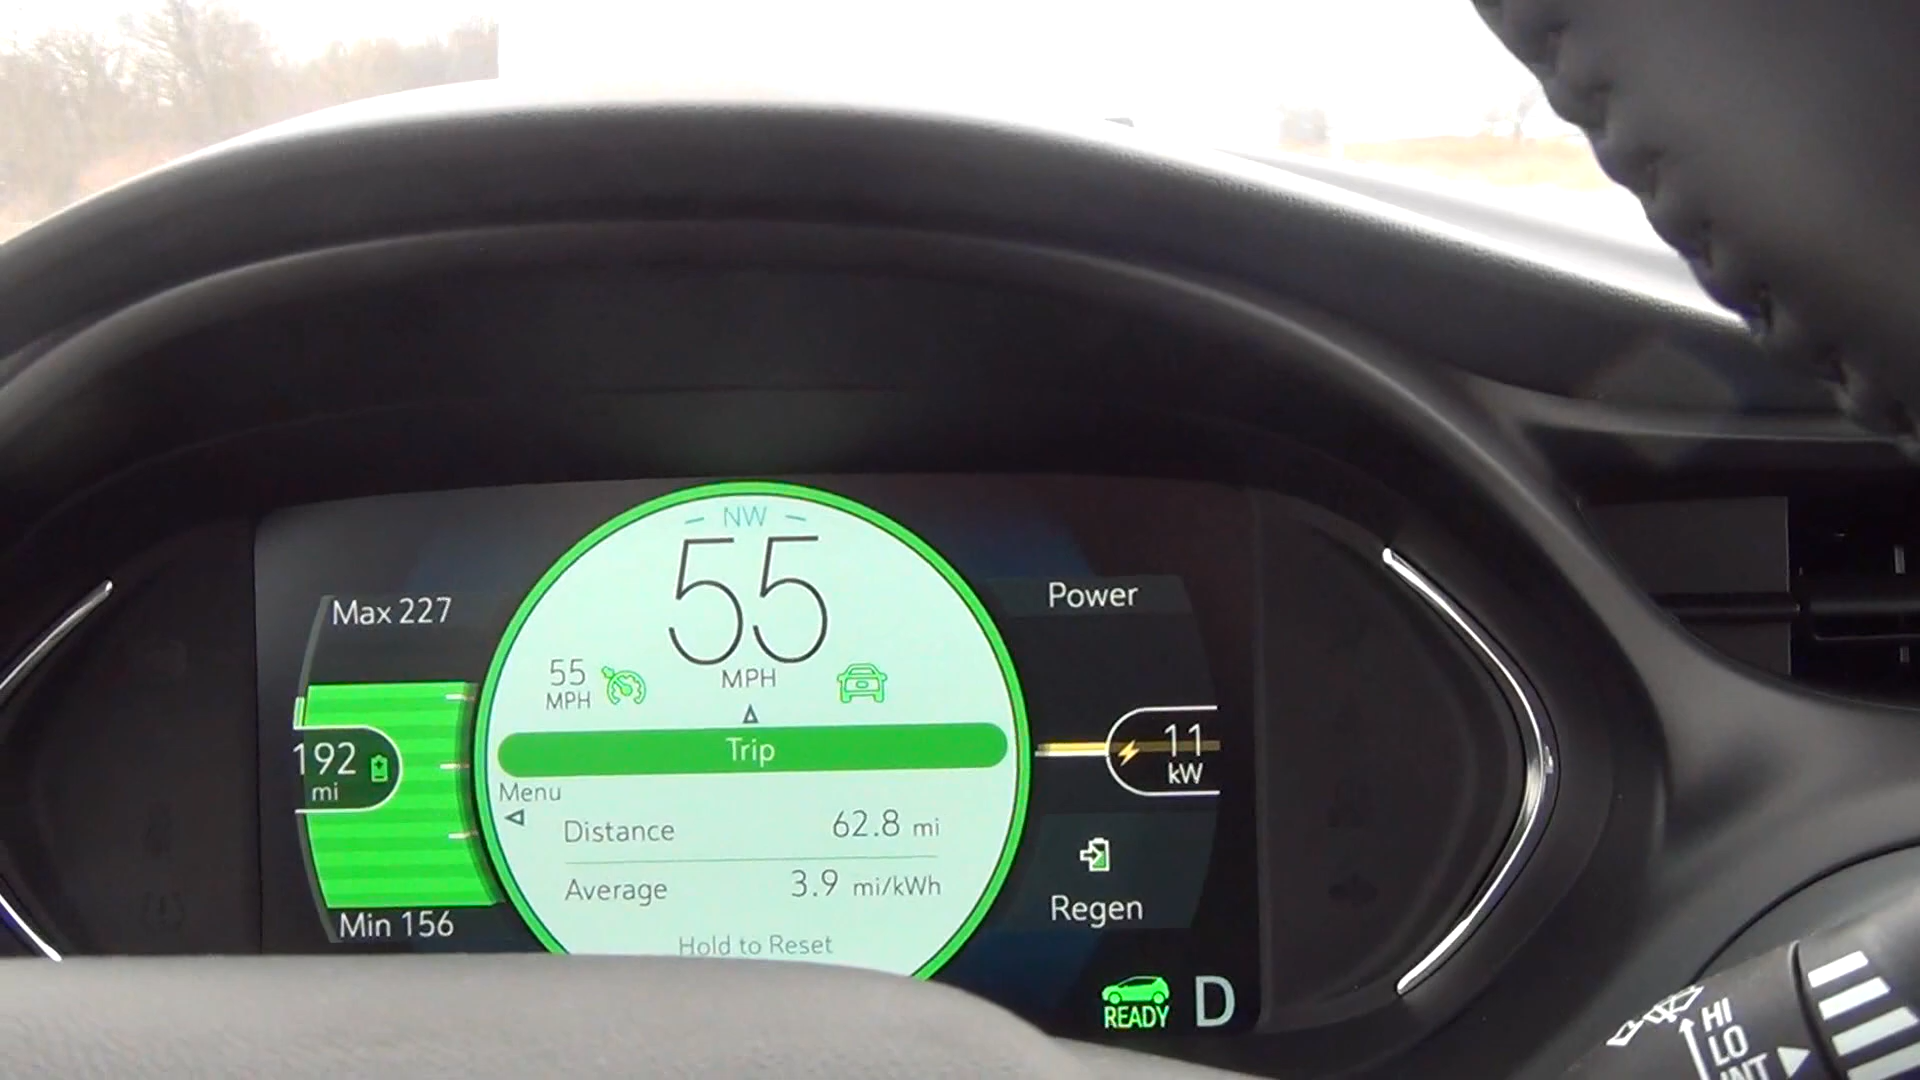 NW
55
MPH
55
MPH
Trip
Menu
Distance 62.8 mi
Average 3.9 mi/kWh
Hold to Reset
Max 227
192
mi
Min 156
Power
11
kW
Regen
READY D
HI
LO
INT